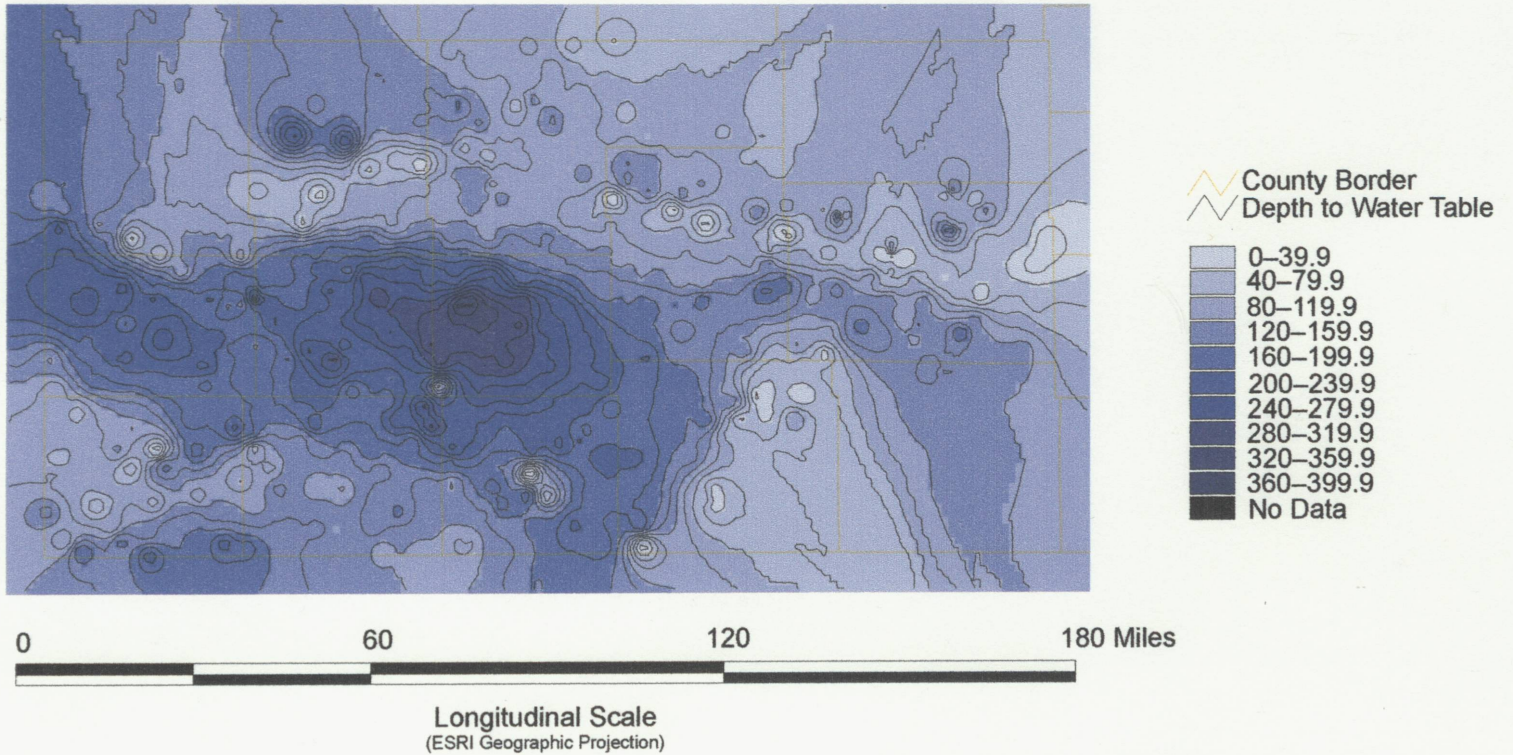 County Border
Depth to Water Table
0–39.9
40–79.9
80–119.9
120–159.9
160–199.9
200–239.9
240–279.9
280–319.9
320–359.9
360–399.9
No Data
0 60 120 180 Miles
Longitudinal Scale
(ESRI Geographic Projection)